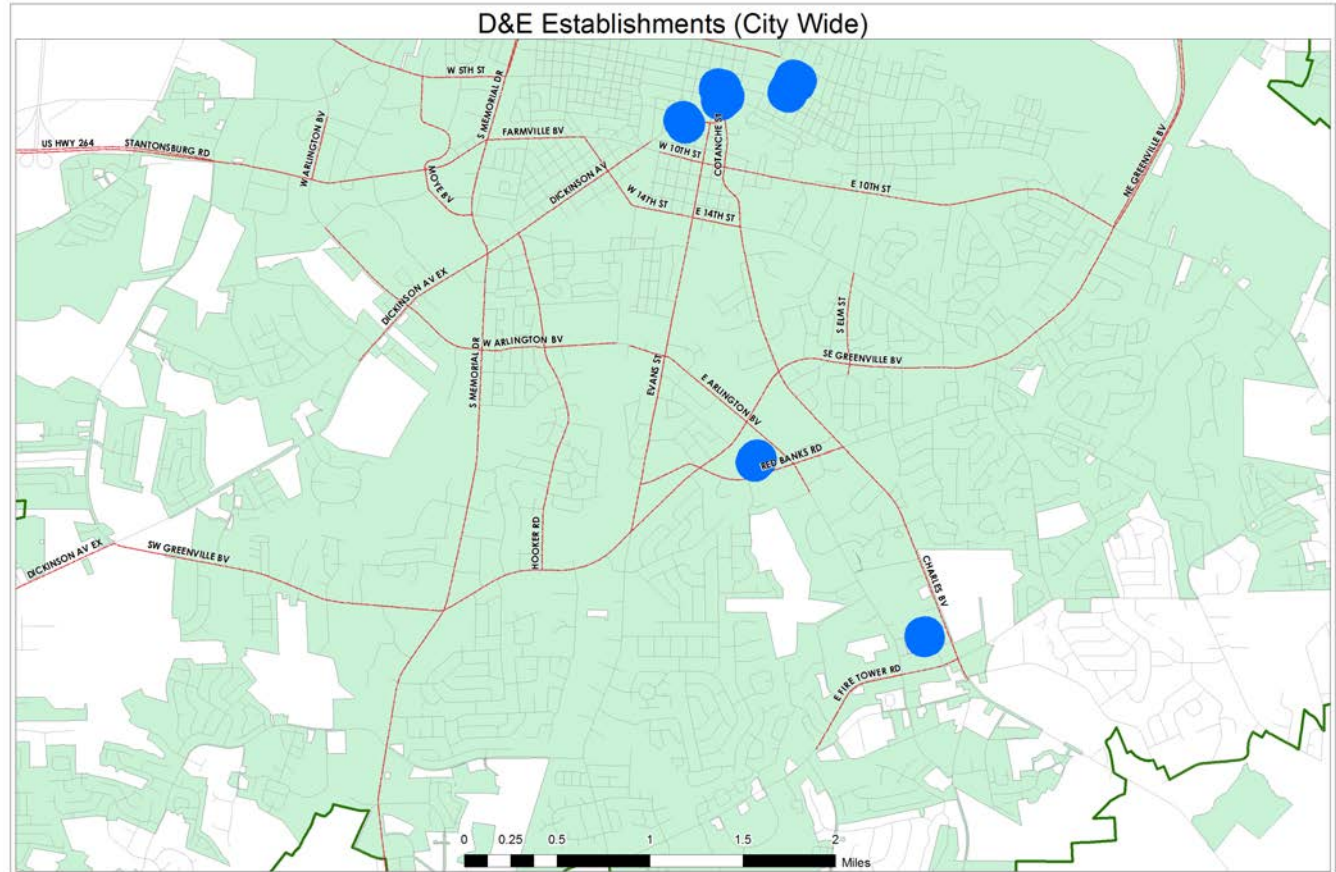 D&E Establishments (City Wide)
W 5TH ST
S MEMORIAL DR
US HWY 264
STANTONSBURG RD
W ARLINGTON BV
MOYE BV
FARMVILLE BV
DICKINSON AV
W 10TH ST
COTANCHE ST
E 10TH ST
NE GREENVILLE BV
W 14TH ST
E 14TH ST
DICKINSON AV EX
S MEMORIAL DR
W ARLINGTON BV
EVANS ST
E ARLINGTON BV
S ELM ST
SE GREENVILLE BV
RED BANKS RD
DICKINSON AV EX
SW GREENVILLE BV
HOOKER RD
CHARLES BV
E FIRE TOWER RD
0 0.25 0.5 1 1.5 2
Miles